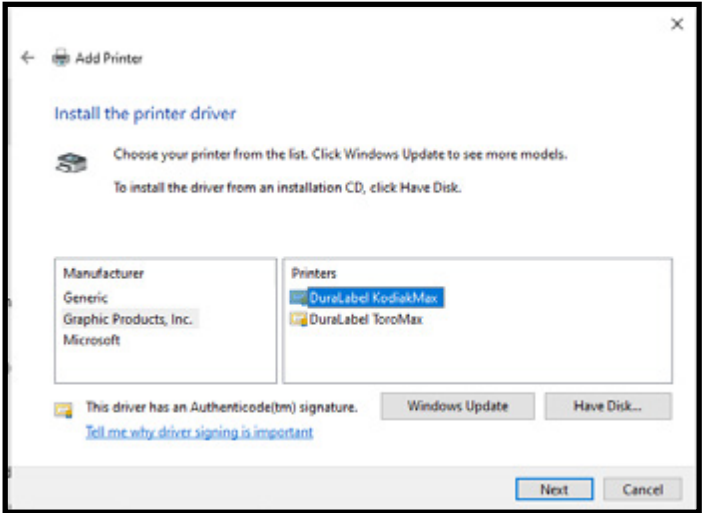 Add Printer
Install the printer driver
Choose your printer from the list. Click Windows Update to see more models.
To install the driver from an installation CD, click Have Disk.
Manufacturer
Generic
Graphic Products, Inc.
Microsoft
Printers
DuraLabel KodiakMax
DuraLabel ToroMax
This driver has an Authenticode(tm) signature.
Tell me why driver signing is important
Windows Update
Have Disk...
Next
Cancel